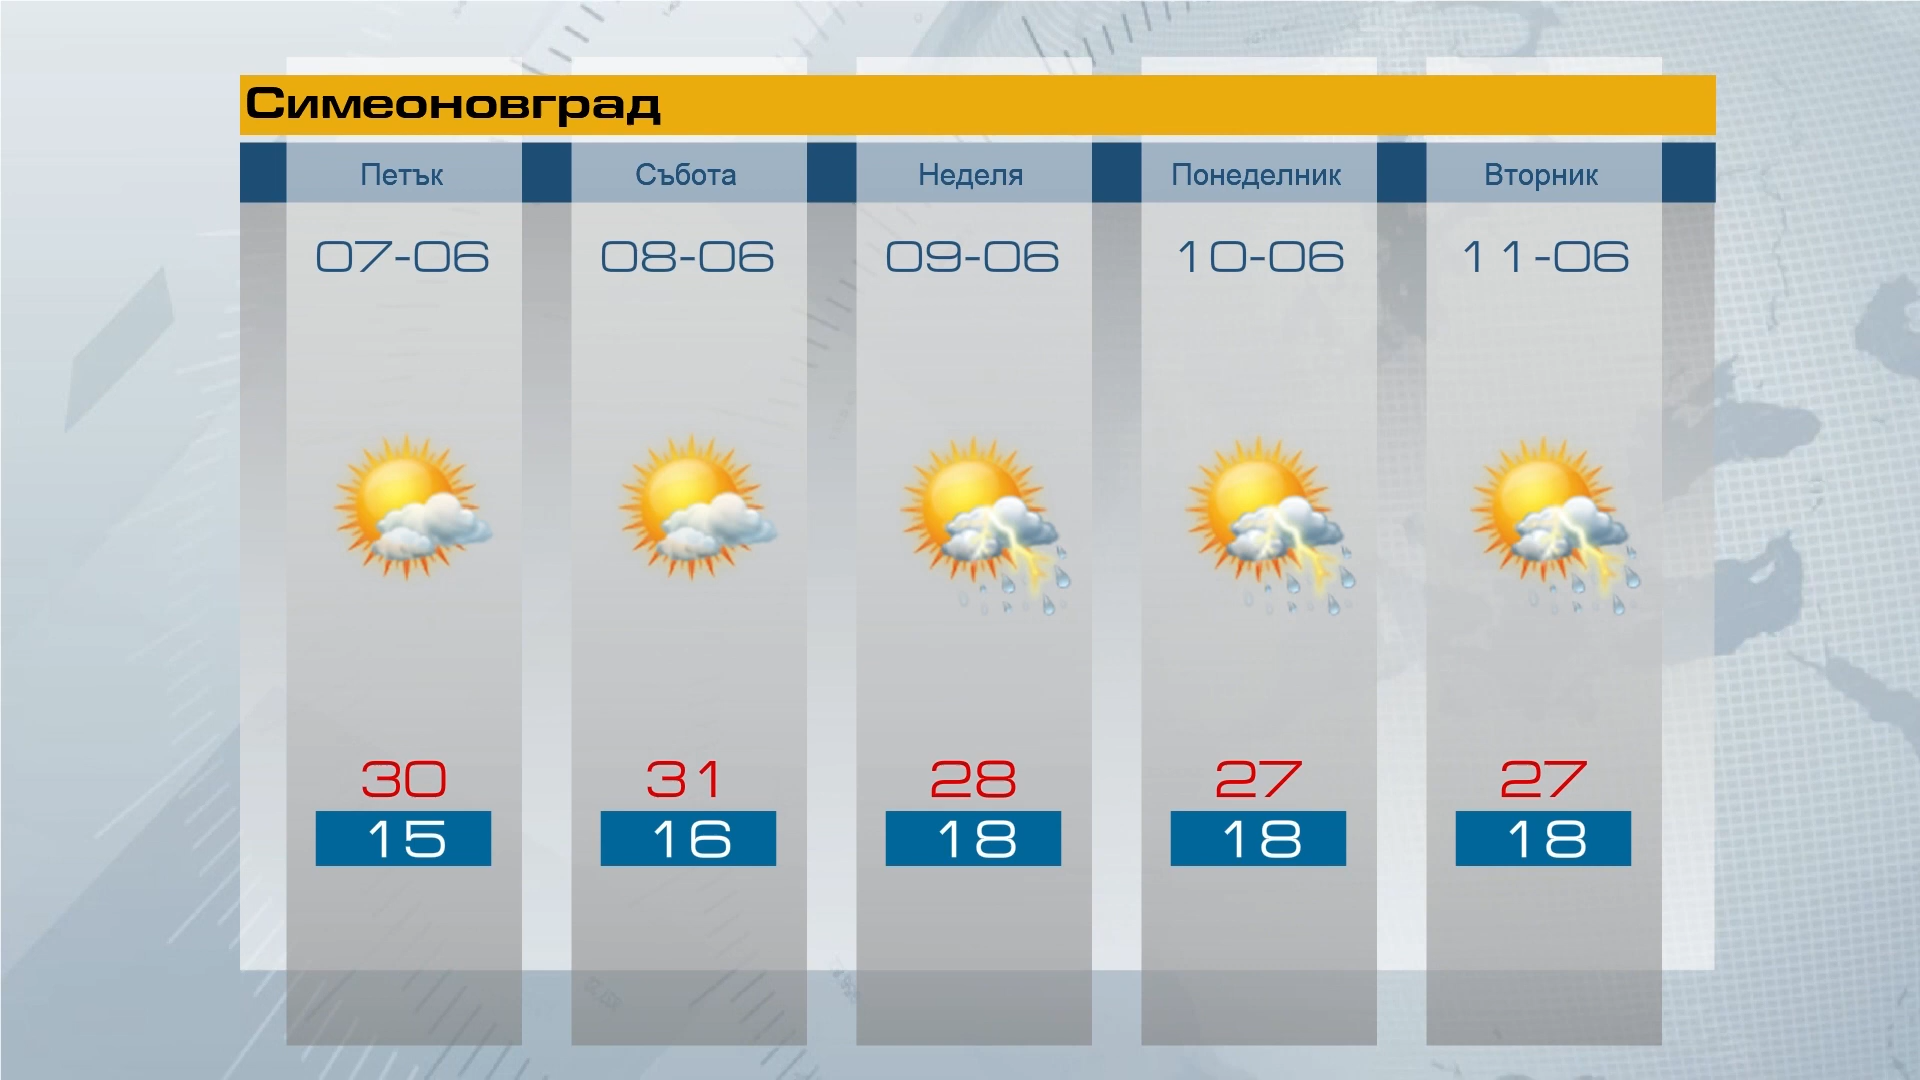 Симеоновград
Петък Събота Неделя Понеделник Вторник
07-06 08-06 09-06 10-06 11-06
30 31 28 27 27
15 16 18 18 18